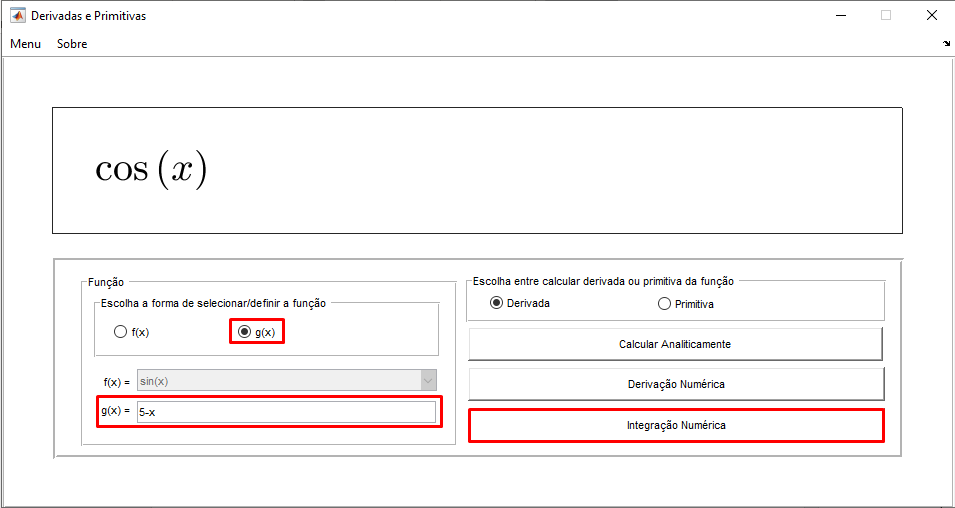 Derivadas e Primitivas
Menu Sobre
cos (x)
Função
Escolha a forma de selecionar/definir a função
f(x) g(x)
f(x) = sin(x)
g(x) = 5-x
Escolha entre calcular derivada ou primitiva da função
Derivada Primitiva
Calcular Analiticamente
Derivação Numérica
Integração Numérica